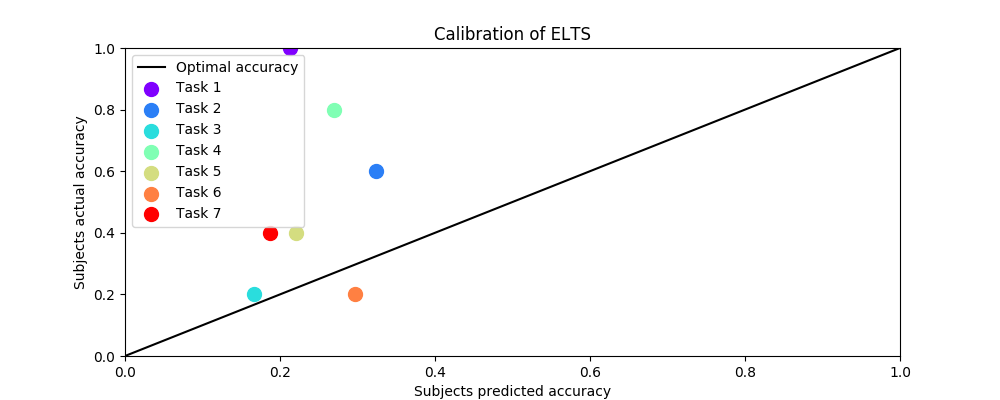 Calibration of ELTS
Subjects actual accuracy
1.0
0.8
0.6
0.4
0.2
0.0
Optimal accuracy
Task 1
Task 2
Task 3
Task 4
Task 5
Task 6
Task 7
0.0 0.2 0.4 0.6 0.8 1.0
Subjects predicted accuracy